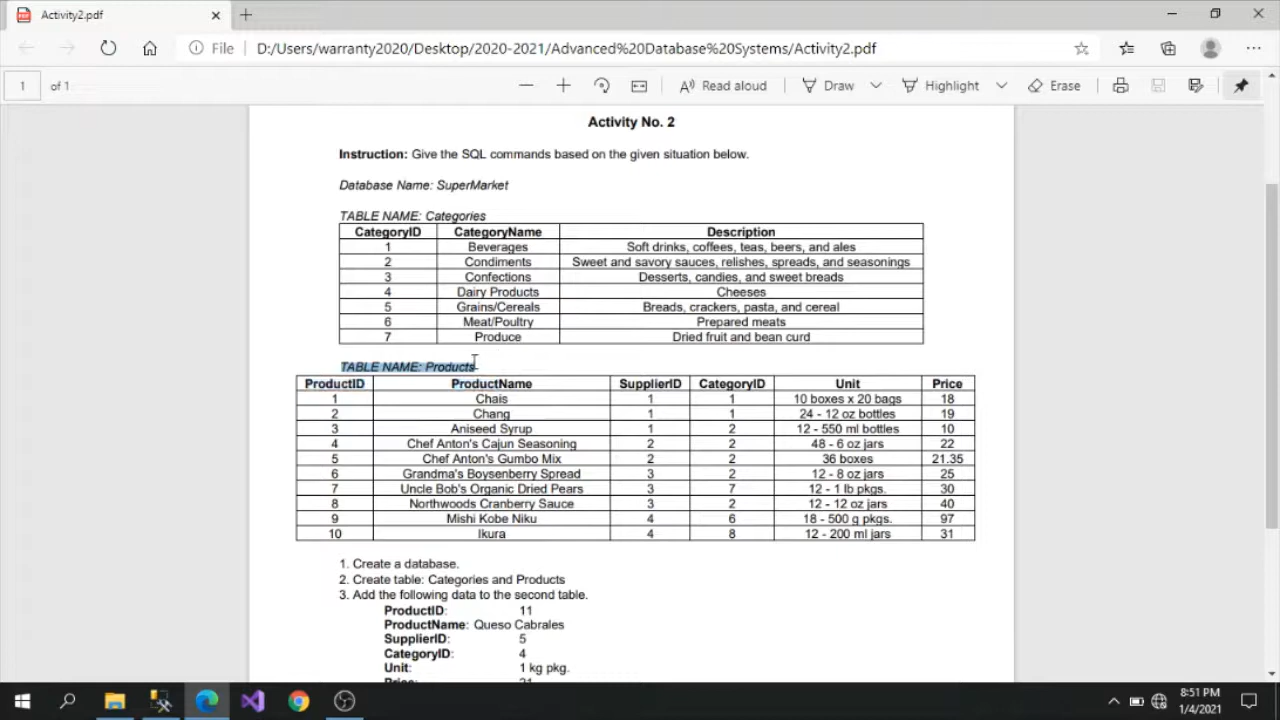 Activity2.pdf
File D:/Users/warranty2020/Desktop/2020-2021/Advanced%20Database%20Systems/Activity2.pdf
1 of 1 Read aloud Draw Highlight Erase
Activity No. 2
Instruction: Give the SQL commands based on the given situation below.
Database Name: SuperMarket
TABLE NAME: Categories
CategoryID CategoryName Description
1 Beverages Soft drinks, coffees, teas, beers, and ales
2 Condiments Sweet and savory sauces, relishes, spreads, and seasonings
3 Confections Desserts, candies, and sweet breads
4 Dairy Products Cheeses
5 Grains/Cereals Breads, crackers, pasta, and cereal
6 Meat/Poultry Prepared meats
7 Produce Dried fruit and bean curd
TABLE NAME: Products
ProductID ProductName SupplierID CategoryID Unit Price
1 Chais 1 1 10 boxes x 20 bags 18
2 Chang 1 1 24 - 12 oz bottles 19
3 Aniseed Syrup 1 2 12 - 550 ml bottles 10
4 Chef Anton's Cajun Seasoning 2 2 48 - 6 oz jars 22
5 Chef Anton's Gumbo Mix 2 2 36 boxes 21.35
6 Grandma's Boysenberry Spread 3 2 12 - 8 oz jars 25
7 Uncle Bob's Organic Dried Pears 3 7 12 - 1 lb pkgs. 30
8 Northwoods Cranberry Sauce 3 2 12 - 12 oz jars 40
9 Mishi Kobe Niku 4 6 18 - 500 g pkgs. 97
10 Ikura 4 8 12 - 200 ml jars 31
1. Create a database.
2. Create table: Categories and Products
3. Add the following data to the second table.
ProductID: 11
ProductName: Queso Cabrales
SupplierID: 5
CategoryID: 4
Unit: 1 kg pkg.
Price: 21
8:51 PM
1/4/2021